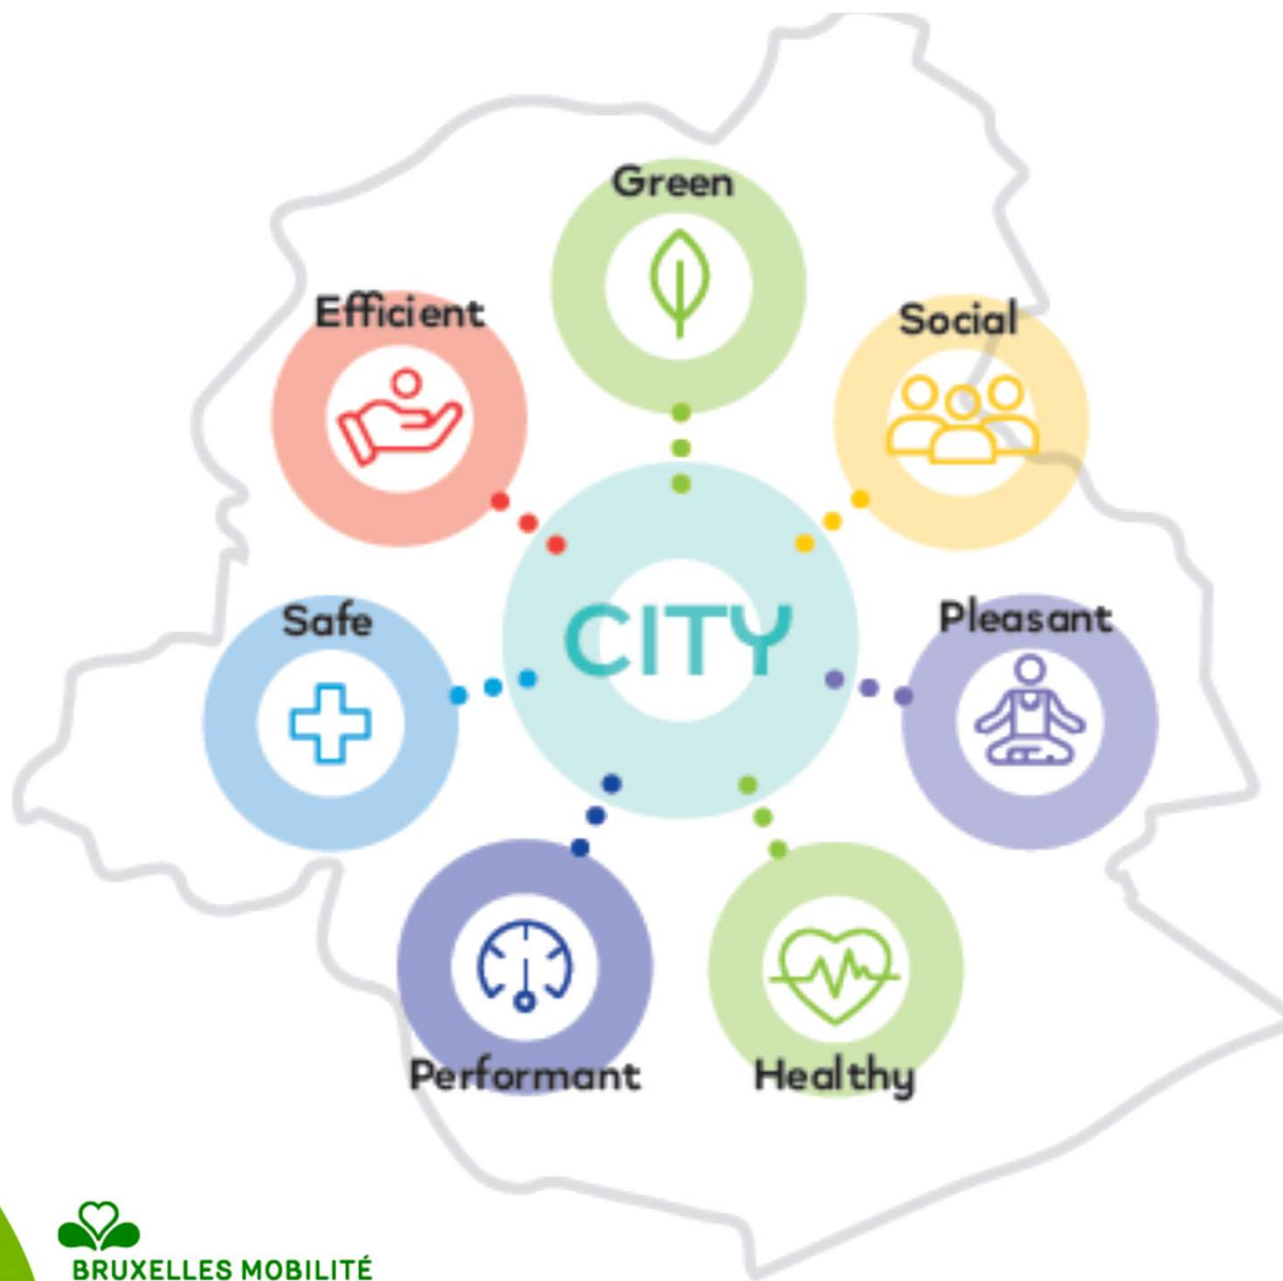 Green
Efficient
Social
CITY
Safe
Pleasant
Performant
Healthy
BRUXELLES MOBILITÉ